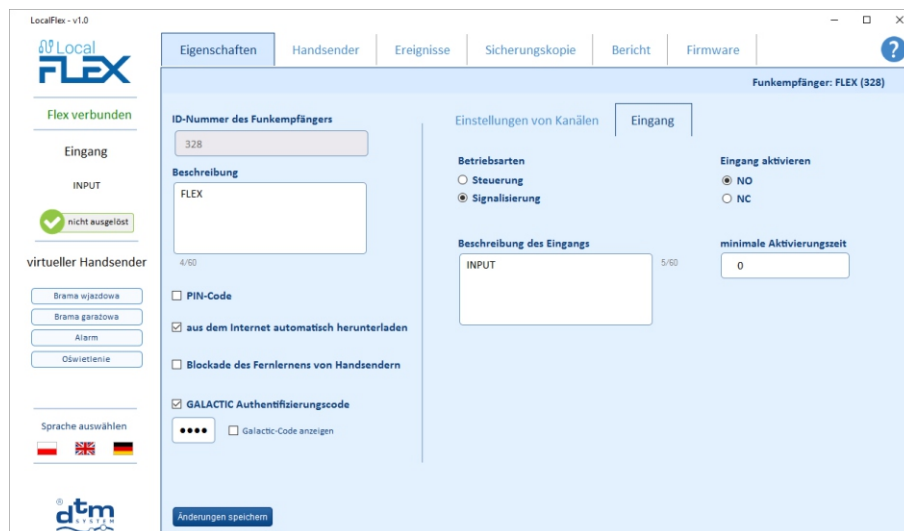 LocalFlex - v1.0
Local
FLEX
Eigenschaften
Handsender
Ereignisse
Sicherungskopie
Bericht
Firmware
?
Funkempfänger: FLEX (328)
Flex verbunden
Eingang
INPUT
nicht ausgelöst
virtueller Handsender
Brama wjazdowa
Brama garażowa
Alarm
Oświetlenie
Sprache auswählen
dtm
SYSTEM
ID-Nummer des Funkempfängers
328
Beschreibung
FLEX
4/60
PIN-Code
aus dem Internet automatisch herunterladen
Blockade des Fernlernens von Handsendern
GALACTIC Authentifizierungscode
••••
Galactic-Code anzeigen
Änderungen speichern
Einstellungen von Kanälen
Eingang
Betriebsarten
Steuerung
Signalisierung
Eingang aktivieren
NO
NC
Beschreibung des Eingangs
INPUT
5/60
minimale Aktivierungszeit
0